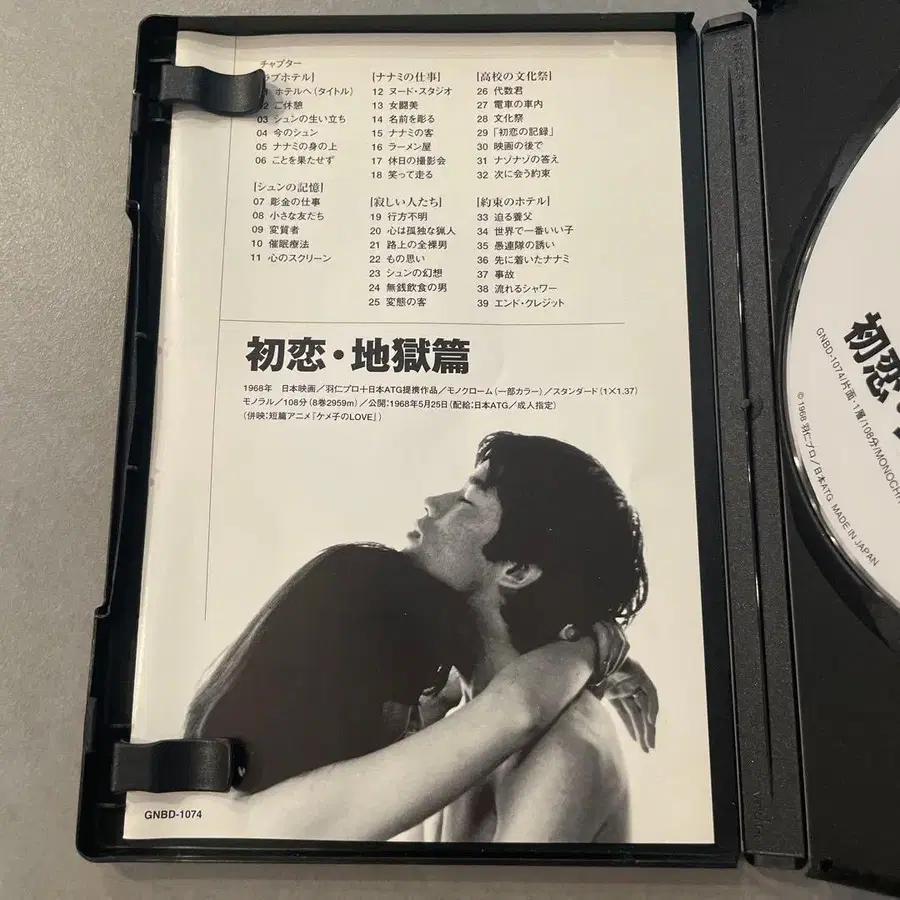 チャプター
ラブホテル]
ホテルへ(タイトル)
02 ご休憩
03 シュンの生い立ち
04 今のシュン
05 ナナミの身の上
06 ことを果たせず
[シュンの記憶]
07 彫金の仕事
08 小さな友たち
09 変質者
10 催眠療法
11 心のスクリーン
[ナナミの仕事]
12 ヌード・スタジオ
13 女闘美
14 名前を彫る
15 ナナミの客
16 ラーメン屋
17 休日の撮影会
18 笑って走る
[寂しい人たち]
19 行方不明
20 心は孤独な猟人
21 路上の全裸男
22 もの思い
23 シュンの幻想
24 無銭飲食の男
25 変態の客
[高校の文化祭]
26 代数君
27 電車の車内
28 文化祭
29 「初恋の記録」
30 映画の後で
31 ナゾナゾの答え
32 次に会う約束
[約束のホテル]
33 迫る養父
34 世界で一番いい子
35 愚連隊の誘い
36 先に着いたナナミ
37 事故
38 流れるシャワー
39 エンド・クレジット
初恋・地獄篇
1968年 日本映画/羽仁プロ+日本ATG提携作品/モノクローム(一部カラー)/スタンダード(1×1.37)
モノラル/108分(8巻2959m)/公開:1968年5月25日(配給:日本ATG/成人指定)
(併映:短篇アニメ「ケメ子のLOVE」)
GNBD-1074
初恋
GNBD-1074/片面・1層/108分/MONOCHR
© 1968 羽仁プロ/日本ATG MADE IN JAPAN